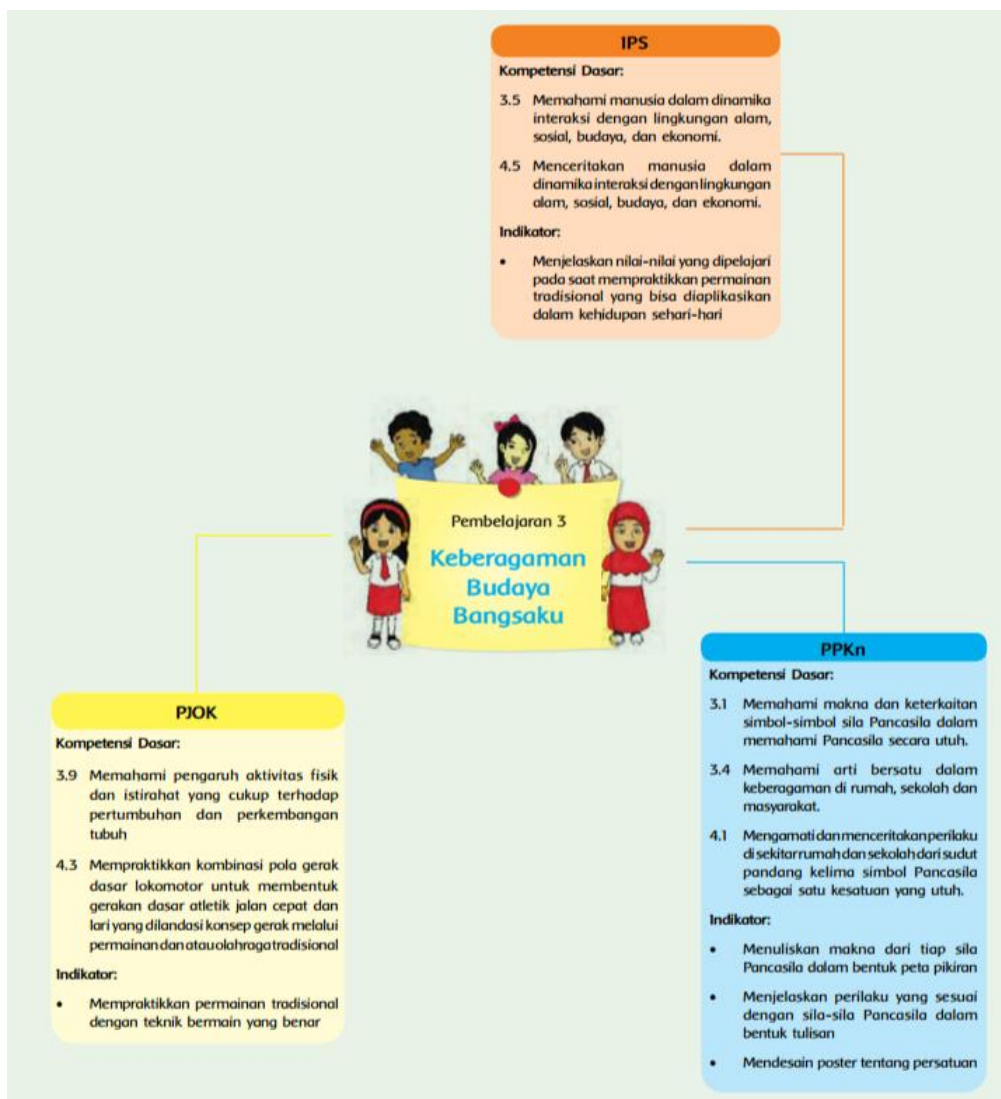 IPS
Kompetensi Dasar:
3.5 Memahami manusia dalam dinamika
interaksi dengan lingkungan alam,
sosial, budaya, dan ekonomi.
4.5 Menceritakan manusia dalam
dinamika interaksi dengan lingkungan
alam, sosial, budaya, dan ekonomi.
Indikator:
• Menjelaskan nilai-nilai yang dipelajari
pada saat mempraktikkan permainan
tradisional yang bisa diaplikasikan
dalam kehidupan sehari-hari
Pembelajaran 3
Keberagaman
Budaya
Bangsaku
PJOK
Kompetensi Dasar:
3.9 Memahami pengaruh aktivitas fisik
dan istirahat yang cukup terhadap
pertumbuhan dan perkembangan
tubuh
4.3 Mempraktikkan kombinasi pola gerak
dasar lokomotor untuk membentuk
gerakan dasar atletik jalan cepat dan
lari yang dilandasi konsep gerak melalui
permainan dan atau olahraga tradisional
Indikator:
• Mempraktikkan permainan tradisional
dengan teknik bermain yang benar
PPKn
Kompetensi Dasar:
3.1 Memahami makna dan keterkaitan
simbol-simbol sila Pancasila dalam
memahami Pancasila secara utuh.
3.4 Memahami arti bersatu dalam
keberagaman di rumah, sekolah dan
masyarakat.
4.1 Mengamati dan menceritakan perilaku
di sekitar rumah dan sekolah dari sudut
pandang kelima simbol Pancasila
sebagai satu kesatuan yang utuh.
Indikator:
• Menuliskan makna dari tiap sila
Pancasila dalam bentuk peta pikiran
• Menjelaskan perilaku yang sesuai
dengan sila-sila Pancasila dalam
bentuk tulisan
• Mendesain poster tentang persatuan